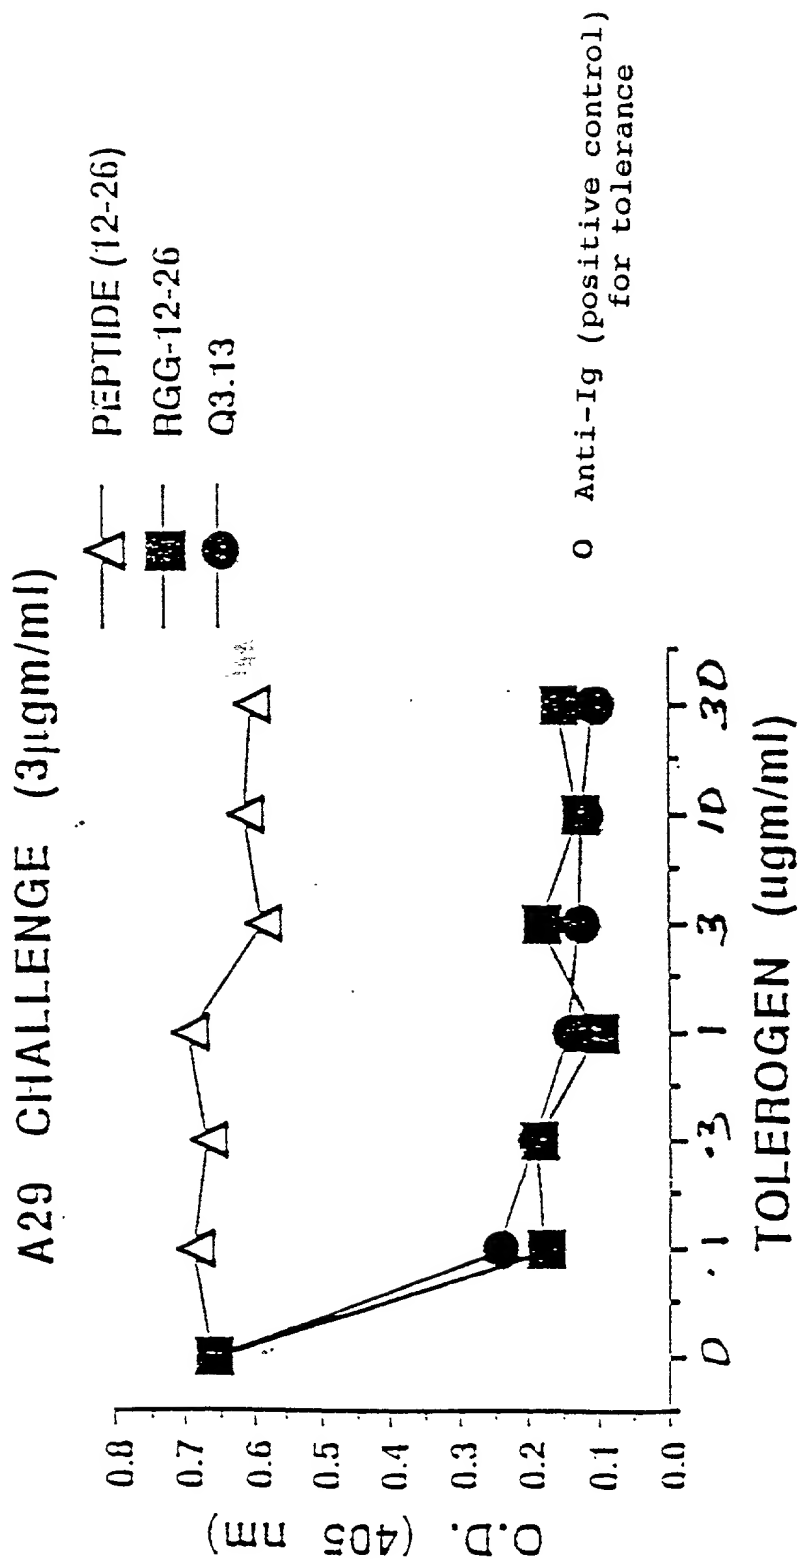 A29 CHALLENGE (3µgm/ml)
PEPTIDE (12-26)
RGG-12-26
Q3.13
O Anti-Ig (positive control)
for tolerance
O.D. (405 nm)
0.8
0.7
0.6
0.5
0.4
0.3
0.2
0.1
0.0
0 .1 .3 1 3 10 30
TOLEROGEN (ugm/ml)